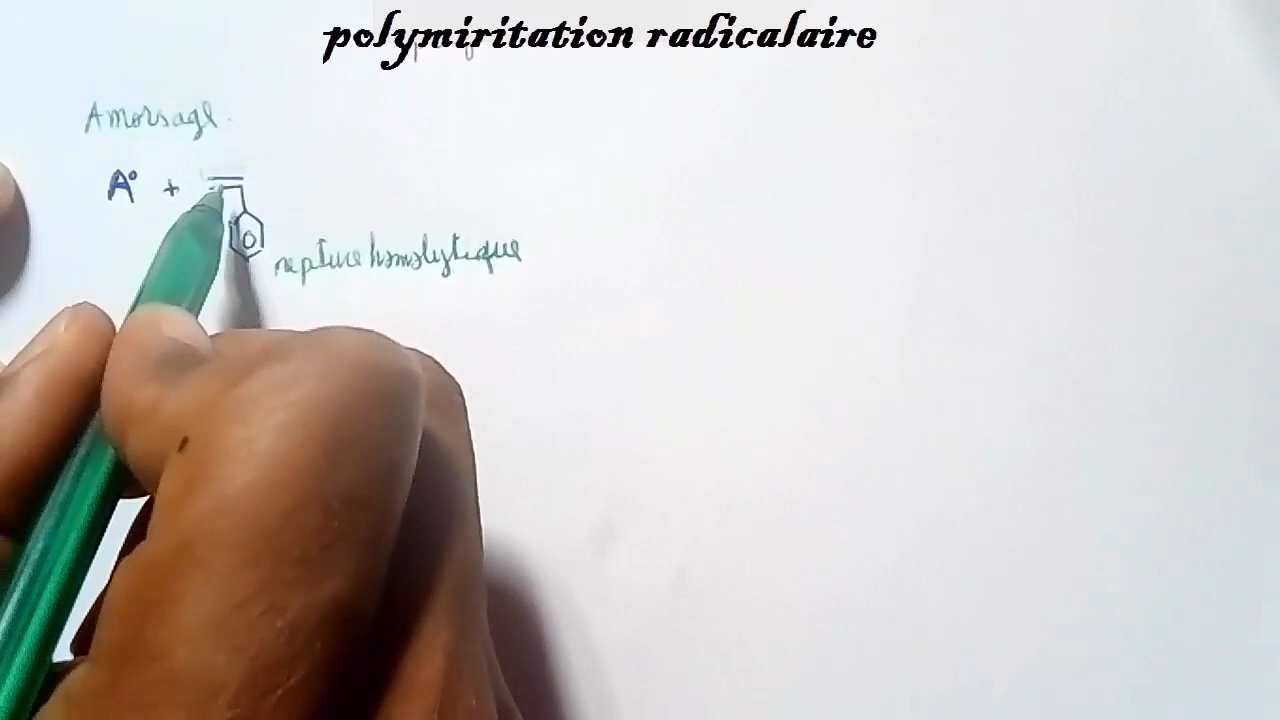 polymiritation radicalaire
Amorsage.
A° +
rupture homolytique